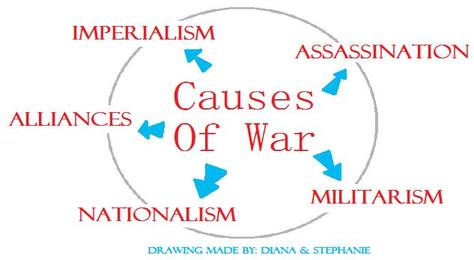 IMPERIALISM
ASSASSINATION
Causes
Of War
ALLIANCES
MILITARISM
NATIONALISM
DRAWING MADE BY: DIANA & STEPHANIE